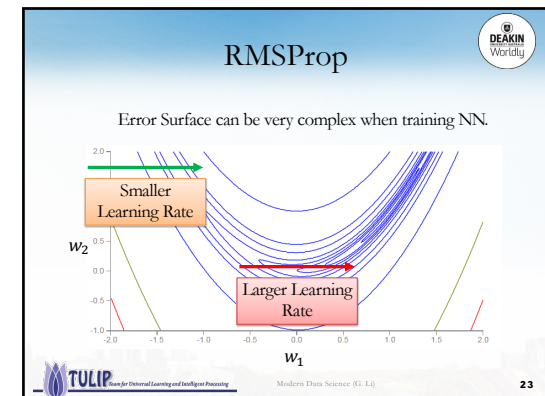 RMSProp
DEAKIN
Worldly
Error Surface can be very complex when training NN.
2.0
Smaller
Learning Rate
w2
0.5
0.0
-0.5
-1.0
Larger Learning
Rate
-2.0 -1.5 -1.0 -0.5 0.0 0.5 1.0 1.5 2.0
w1
TULIP Team for Universal Learning and Intelligent Processing
Modern Data Science (G. Li)
23